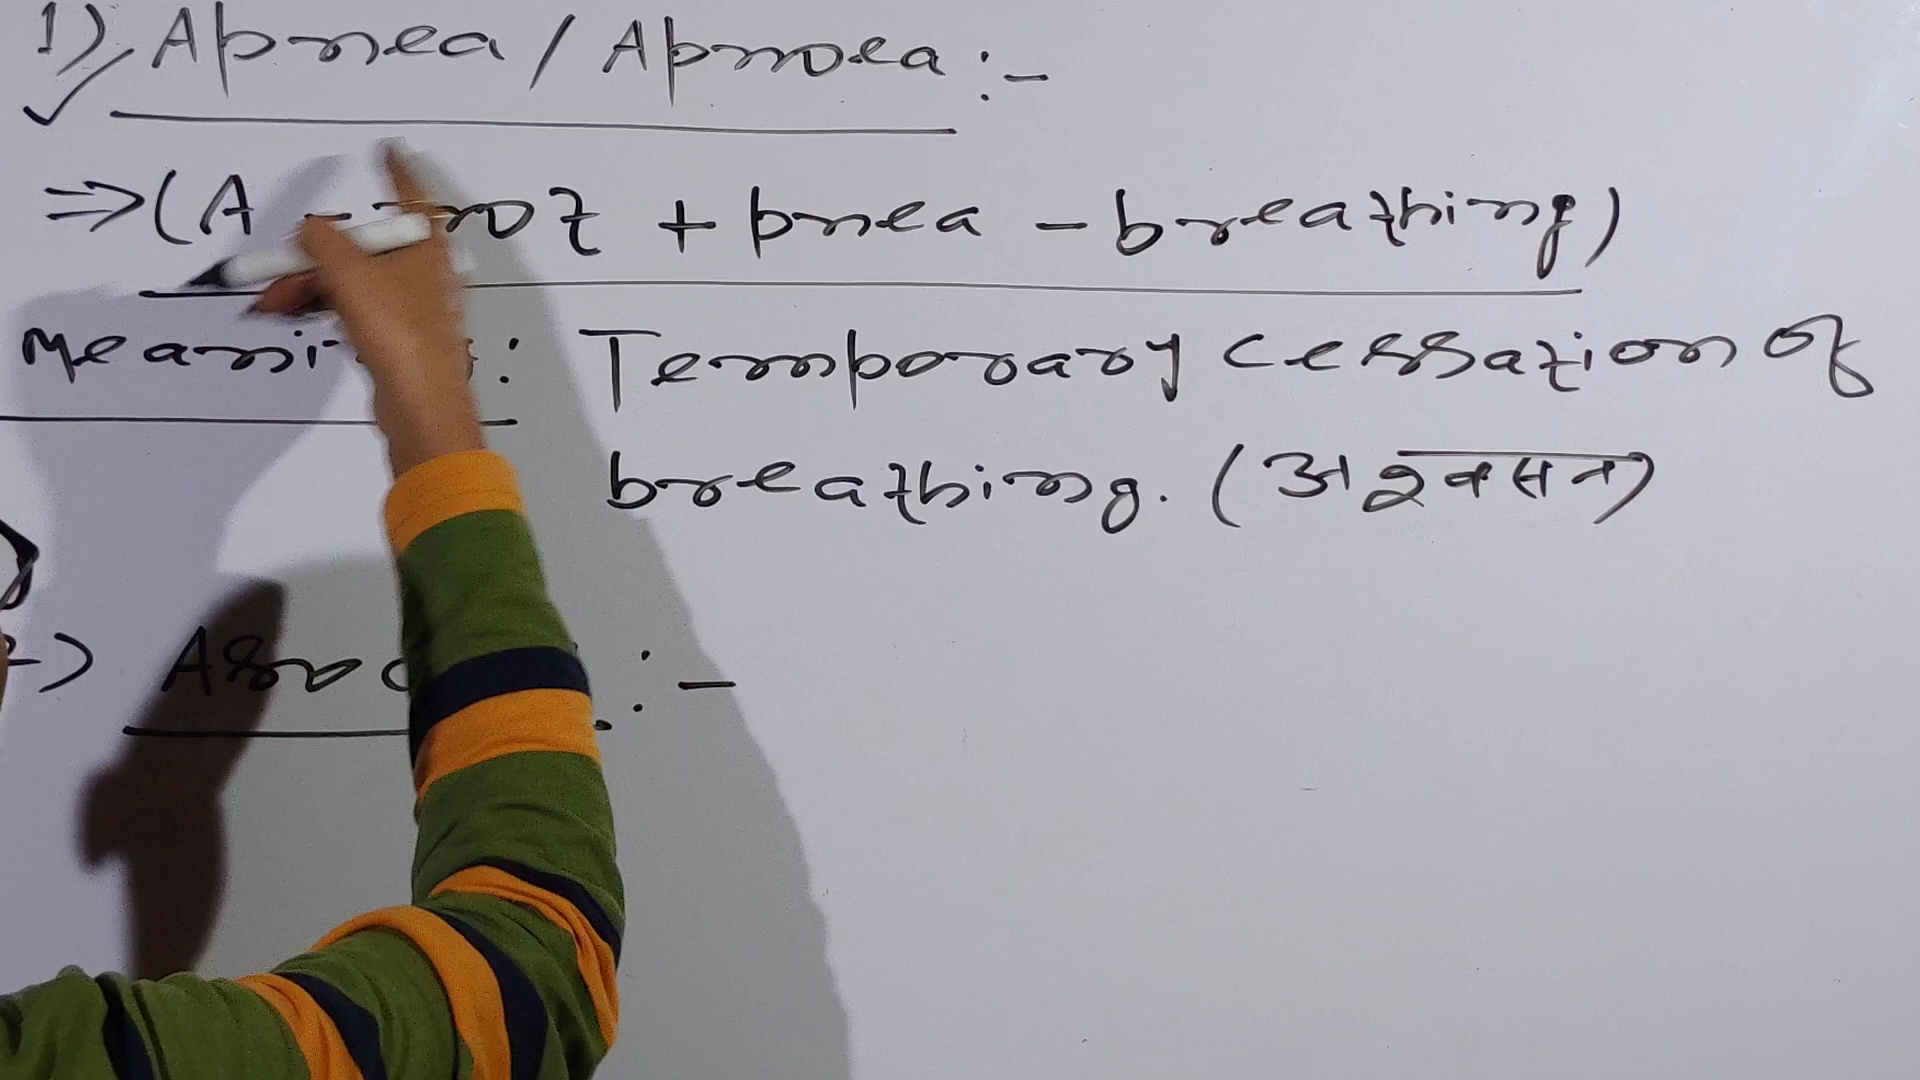 1) Apnea / Apnoea :-
⇒ (A - not + pnea - breathing)
Meaning: Temporary cessation of
breathing. (अश्वसन)
:-